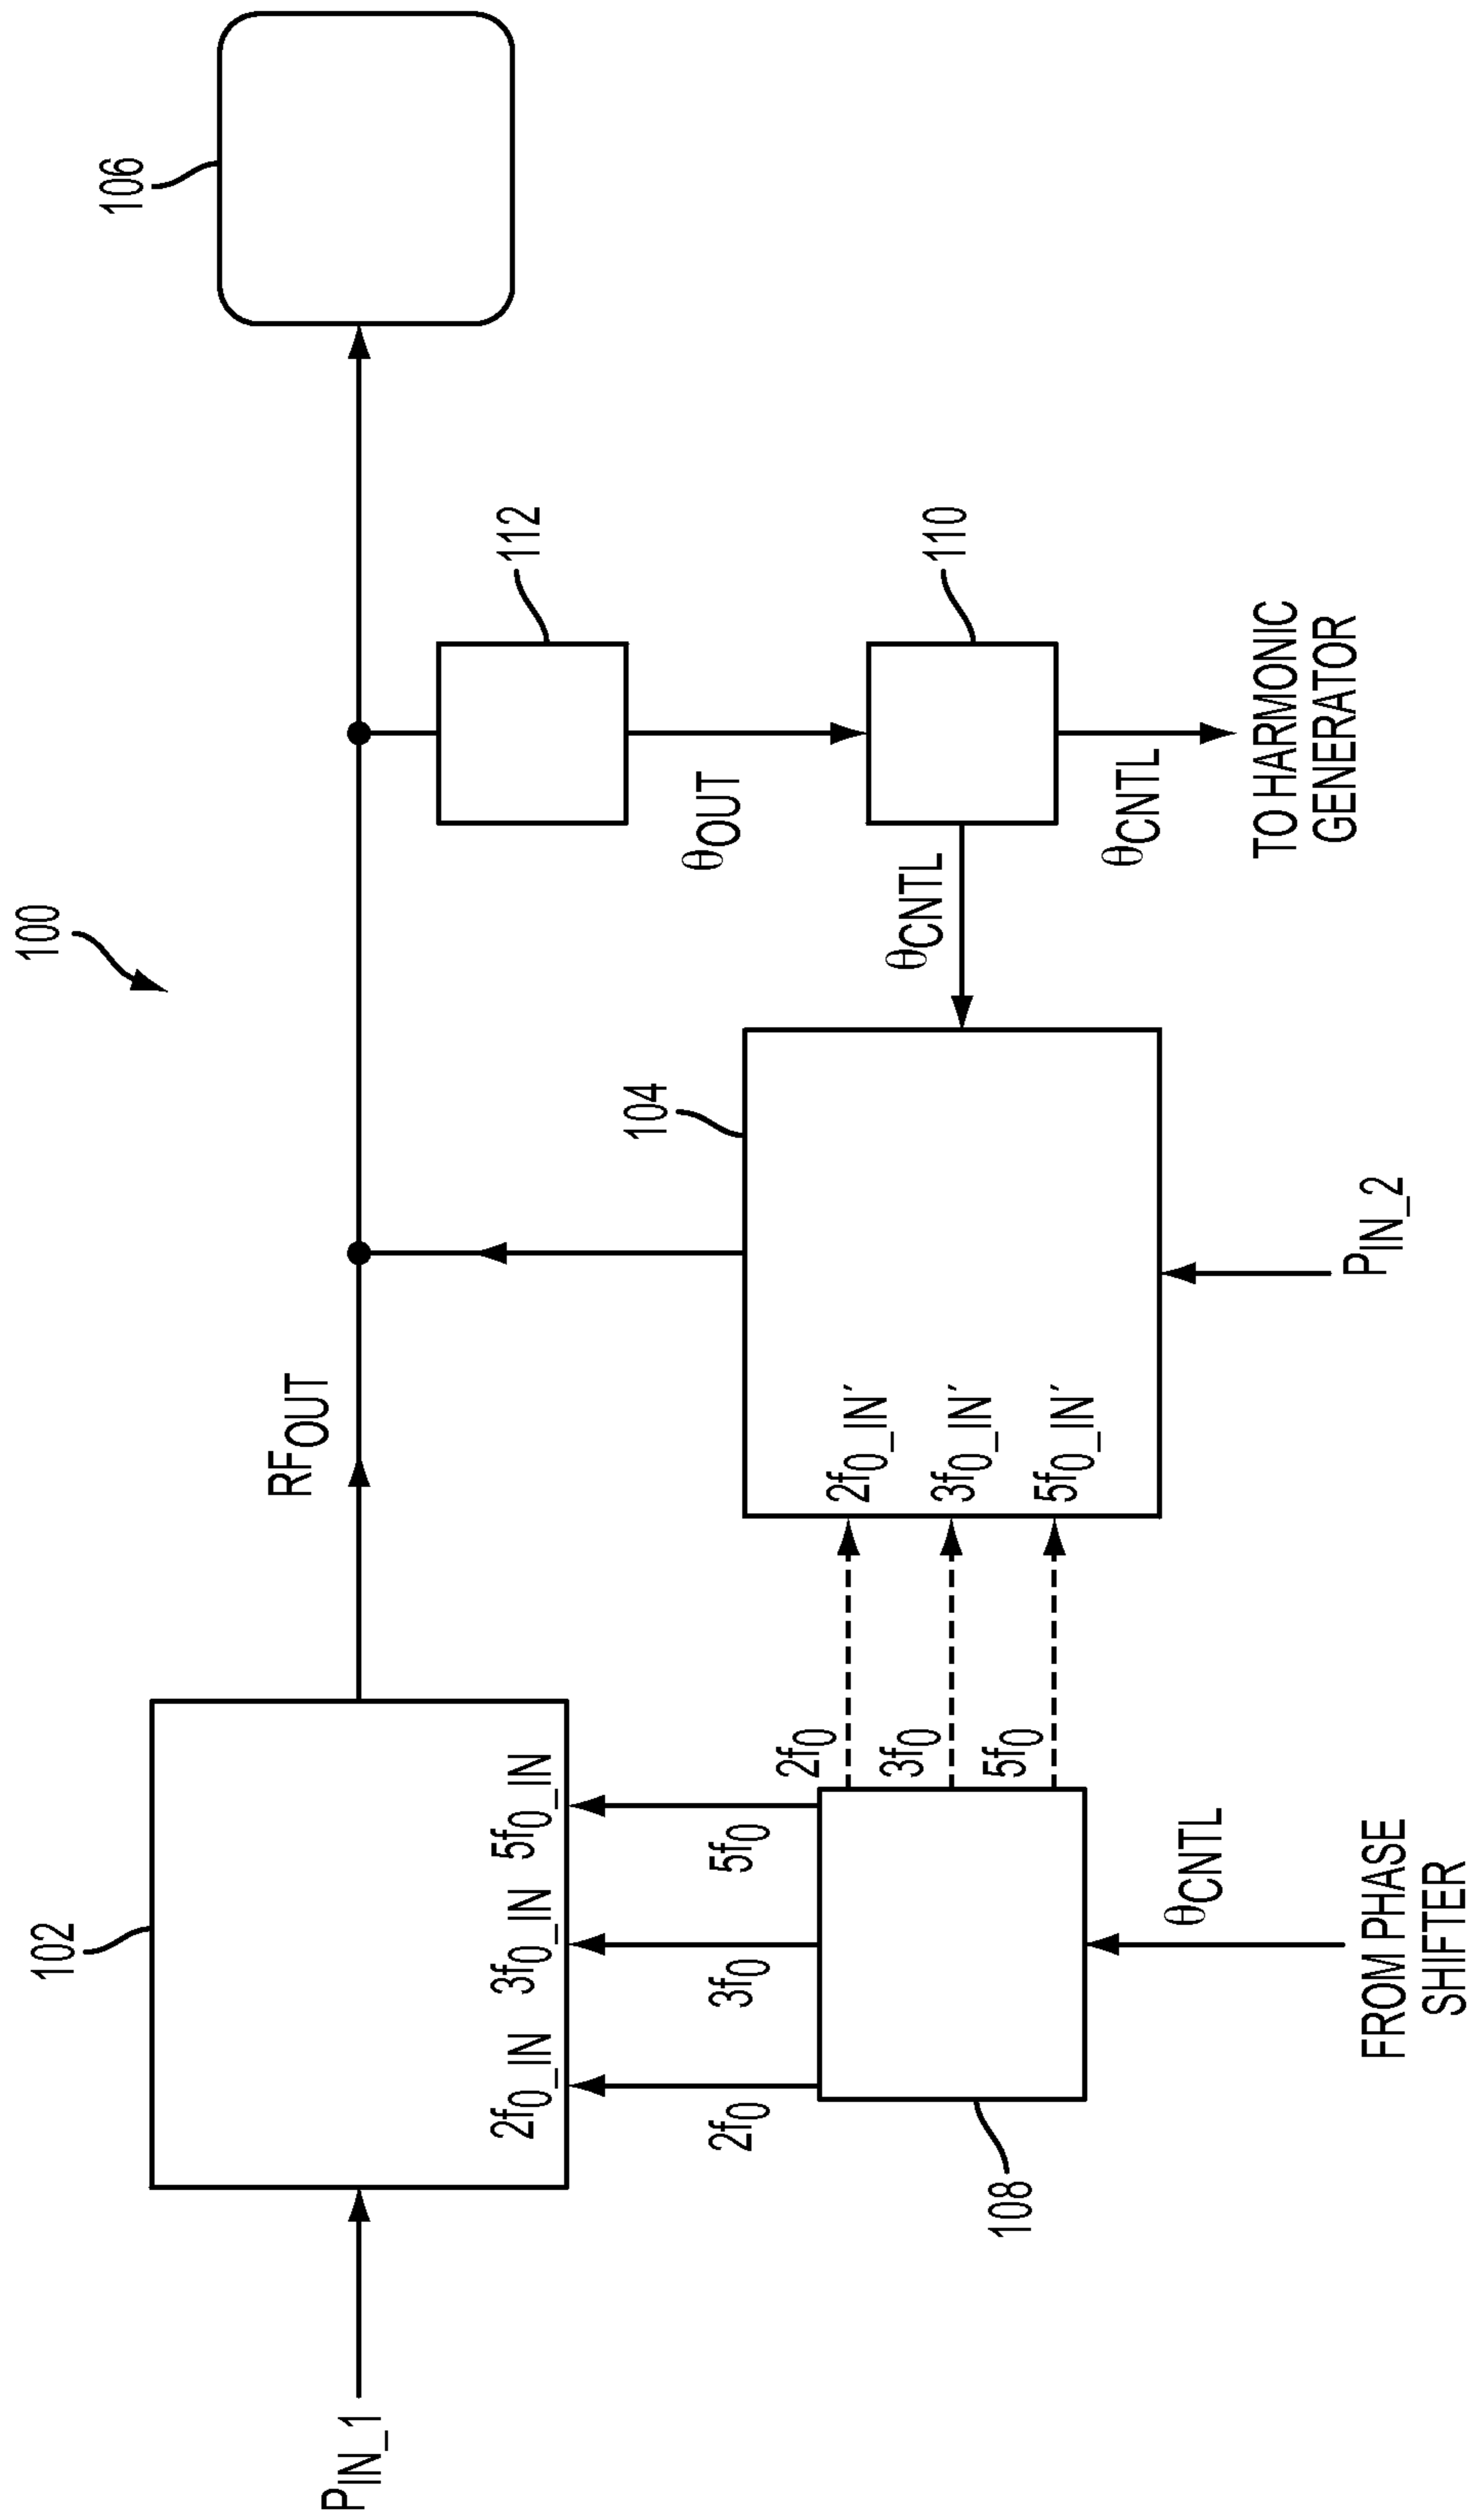 100
102
PIN_1
RFOUT
106
2f0_IN 3f0_IN 5f0_IN
2f0
3f0
5f0
104
112
θOUT
2f0
3f0
5f0
2f0_IN'
3f0_IN'
5f0_IN'
θCNTL
110
108
θCNTL
FROM PHASE
SHIFTER
PIN_2
θCNTL
TO HARMONIC
GENERATOR